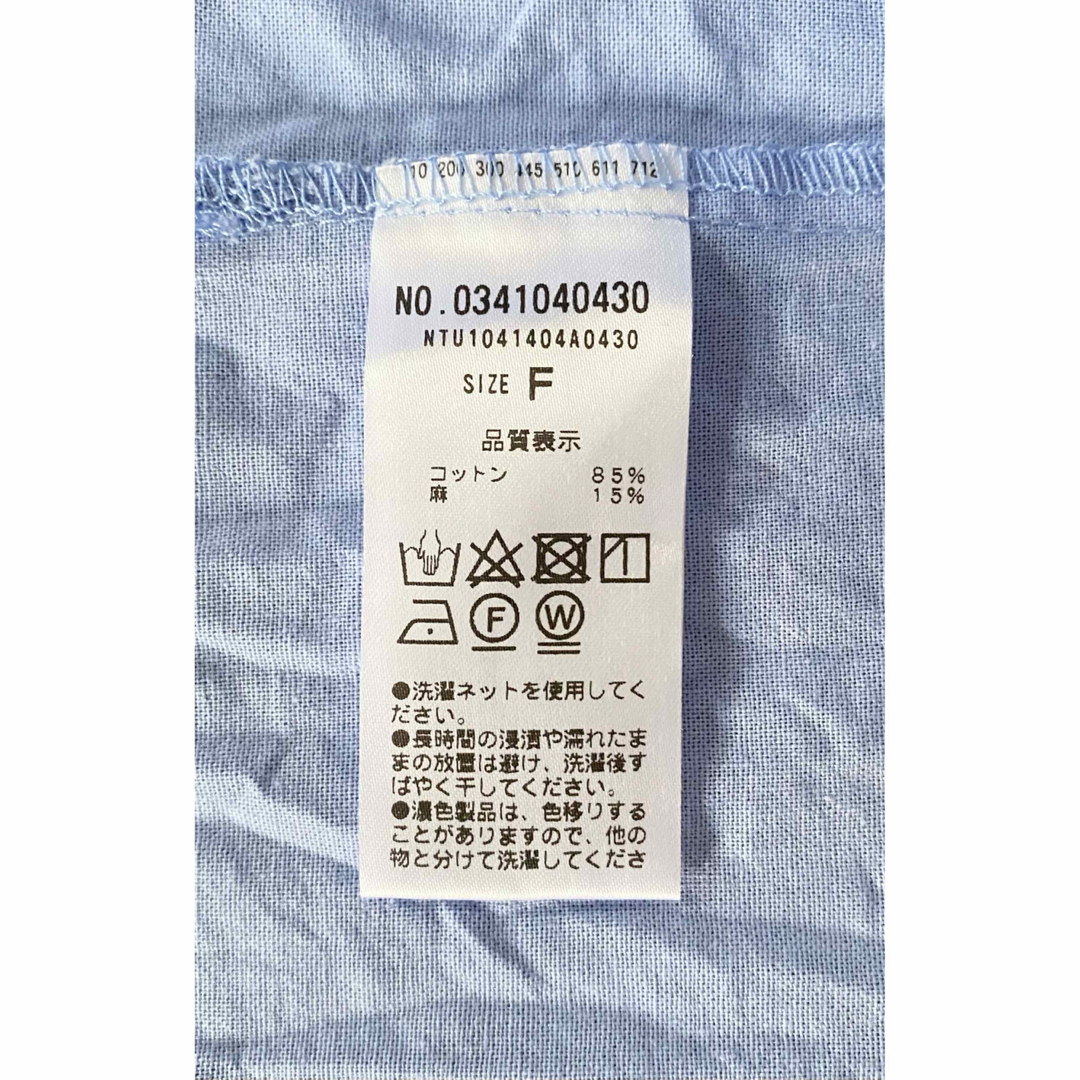 10 200 300 445 510 611 712
NO.0341040430
NTU1041404A0430
SIZE F
品質表示
コットン 85%
麻 15%
F W
●洗濯ネットを使用してく
ださい。
●長時間の浸漬や濡れたま
まの放置は避け、洗濯後す
ばやく干してください。
●濃色製品は、色移りする
ことがありますので、他の
物と分けて洗濯してくださ